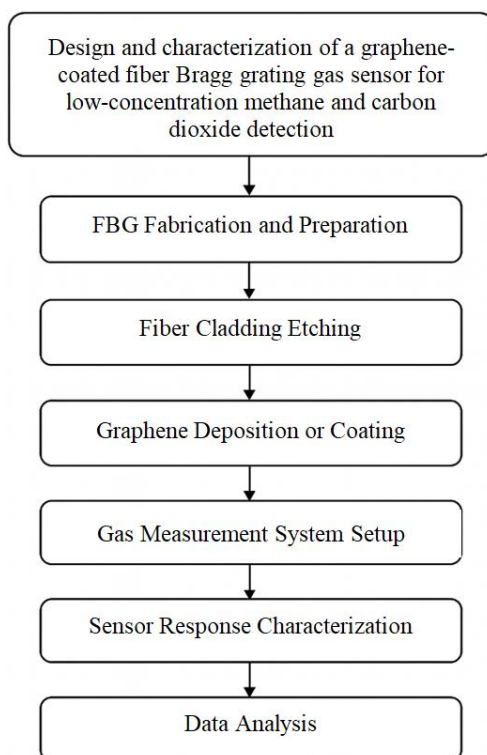 Design and characterization of a graphene-
coated fiber Bragg grating gas sensor for
low-concentration methane and carbon
dioxide detection
FBG Fabrication and Preparation
Fiber Cladding Etching
Graphene Deposition or Coating
Gas Measurement System Setup
Sensor Response Characterization
Data Analysis